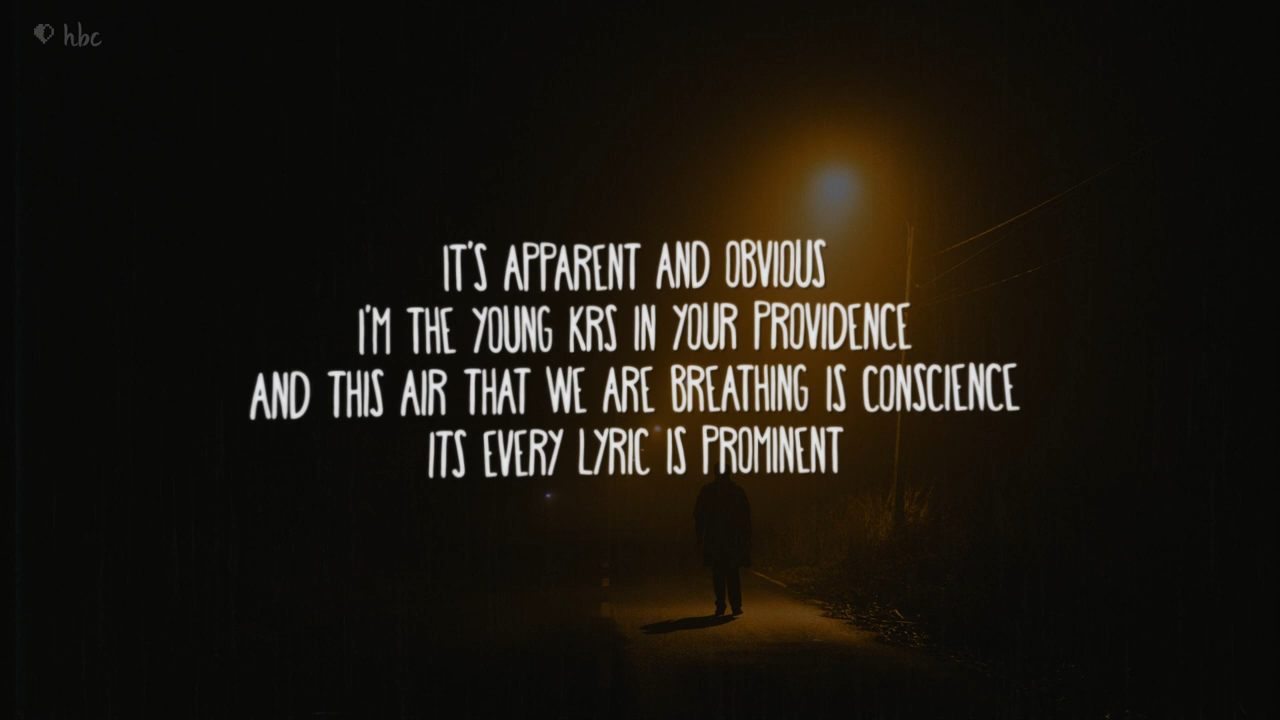 hbc
IT'S APPARENT AND OBVIOUS
I'M THE YOUNG KRS IN YOUR PROVIDENCE
AND THIS AIR THAT WE ARE BREATHING IS CONSCIENCE
ITS EVERY LYRIC IS PROMINENT